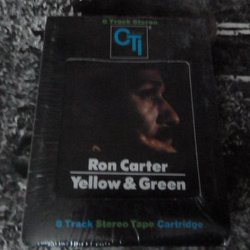 8 Track Stereo
CTI
Ron Carter
Yellow & Green
8 Track Stereo Tape Cartridge